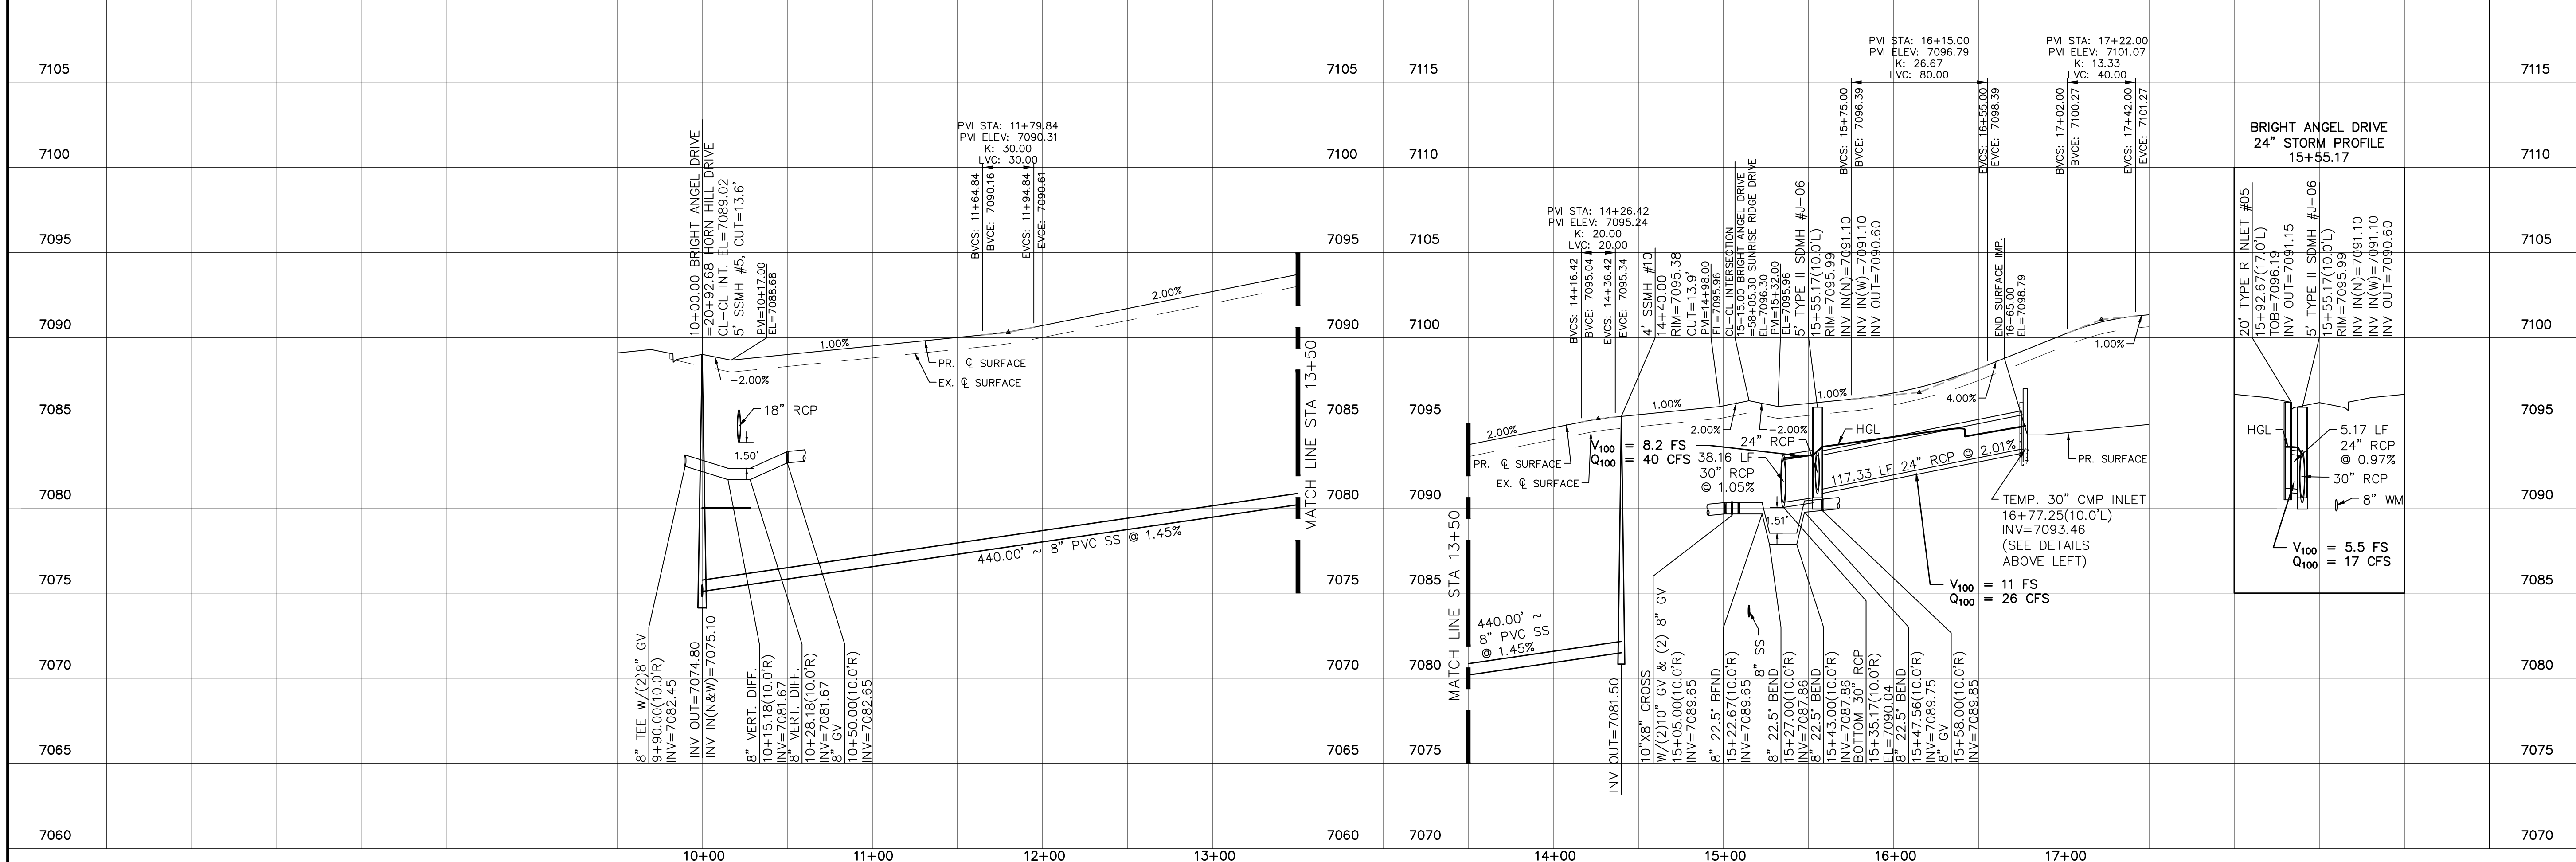 7105
7100
7095
7090
7085
7080
7075
7070
7065
7060
10+00.00 BRIGHT ANGEL DRIVE
=20+92.68 HORN HILL DRIVE
CL-CL INT. EL=7089.02
5' SSMH #5, CUT=13.6'
PVI=10+17.00
EL=7088.68
PVI STA: 11+79.84
PVI ELEV: 7090.31
K: 30.00
LVC: 30.00
BVCS: 11+64.84
BVCE: 7090.16
EVCS: 11+94.84
EVCE: 7090.61
-2.00%
1.00%
2.00%
PR. ℄ SURFACE
EX. ℄ SURFACE
18" RCP
1.50'
440.00' ~ 8" PVC SS @ 1.45%
8" TEE W/(2)8" GV
9+90.00(10.0'R)
INV=7082.45
INV OUT=7074.80
INV IN(N&W)=7075.10
8" VERT. DIFF.
10+15.18(10.0'R)
INV=7081.67
8" VERT. DIFF.
10+28.18(10.0'R)
INV=7081.67
8" GV
10+50.00(10.0'R)
INV=7082.65
MATCH LINE STA 13+50
7105
7100
7095
7090
7085
7080
7075
7070
7065
7060
10+00
11+00
12+00
13+00
7115
7110
7105
7100
7095
7090
7085
7080
7075
7070
MATCH LINE STA 13+50
PVI STA: 14+26.42
PVI ELEV: 7095.24
K: 20.00
LVC: 20.00
BVCS: 14+16.42
BVCE: 7095.04
EVCS: 14+36.42
EVCE: 7095.34
4' SSMH #10
14+40.00
RIM=7095.38
CUT=13.9'
PVI=14+98.00
EL=7095.96
CL-CL INTERSECTION
15+15.00 BRIGHT ANGEL DRIVE
=58+05.30 SUNRISE RIDGE DRIVE
EL=7096.30
PVI=15+32.00
EL=7095.96
5' TYPE II SDMH #J-06
15+55.17(10.0'L)
RIM=7095.99
INV IN(N)=7091.10
INV IN(W)=7091.10
INV OUT=7090.60
PVI STA: 16+15.00
PVI ELEV: 7096.79
K: 26.67
LVC: 80.00
BVCS: 15+75.00
BVCE: 7096.39
EVCS: 16+55.00
EVCE: 7098.39
END SURFACE IMP.
16+65.00
EL=7098.79
PVI STA: 17+22.00
PVI ELEV: 7101.07
K: 13.33
LVC: 40.00
BVCS: 17+02.00
BVCE: 7100.27
EVCS: 17+42.00
EVCE: 7101.27
2.00%
1.00%
2.00%
-2.00%
1.00%
4.00%
1.00%
PR. ℄ SURFACE
EX. ℄ SURFACE
V100 = 8.2 FS
Q100 = 40 CFS
24" RCP
38.16 LF
30" RCP
@ 1.05%
HGL
117.33 LF 24" RCP @ 2.01%
PR. SURFACE
1.51'
TEMP. 30" CMP INLET
16+77.25(10.0'L)
INV=7093.46
(SEE DETAILS
ABOVE LEFT)
V100 = 11 FS
Q100 = 26 CFS
440.00' ~
8" PVC SS
@ 1.45%
8" SS
INV OUT=7081.50
10"X8" CROSS
W/(2)10" GV & (2) 8" GV
15+05.00(10.0'R)
INV=7089.65
8" 22.5° BEND
15+22.67(10.0'R)
INV=7089.65
8" 22.5° BEND
15+27.00(10.0'R)
INV=7087.86
8" 22.5° BEND
15+43.00(10.0'R)
INV=7087.86
BOTTOM 30" RCP
15+35.17(10.0'R)
EL=7090.04
8" 22.5° BEND
15+47.56(10.0'R)
INV=7089.75
8" GV
15+58.00(10.0'R)
INV=7089.85
14+00
15+00
16+00
17+00
BRIGHT ANGEL DRIVE
24" STORM PROFILE
15+55.17
20' TYPE R INLET #05
15+92.67(17.0'L)
TOB=7096.19
INV OUT=7091.15
5' TYPE II SDMH #J-06
15+55.17(10.0'L)
RIM=7095.99
INV IN(N)=7091.10
INV IN(W)=7091.10
INV OUT=7090.60
HGL
5.17 LF
24" RCP
@ 0.97%
30" RCP
8" WM
V100 = 5.5 FS
Q100 = 17 CFS
7115
7110
7105
7100
7095
7090
7085
7080
7075
7070